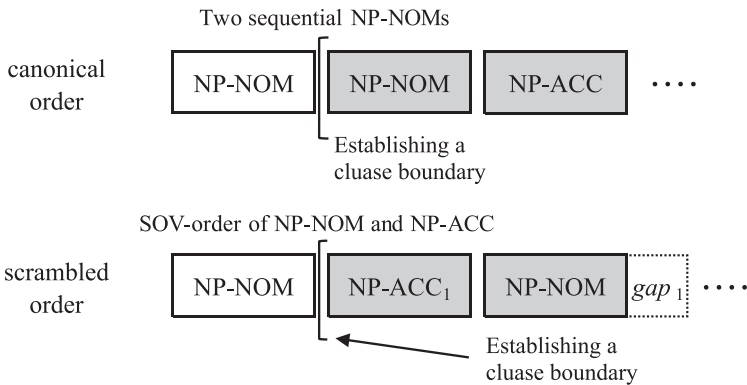 Two sequential NP-NOMs
canonical
order
NP-NOM
NP-NOM
NP-ACC
····
Establishing a
cluase boundary
SOV-order of NP-NOM and NP-ACC
scrambled
order
NP-NOM
NP-ACC₁
NP-NOM
gap ₁
····
Establishing a
cluase boundary